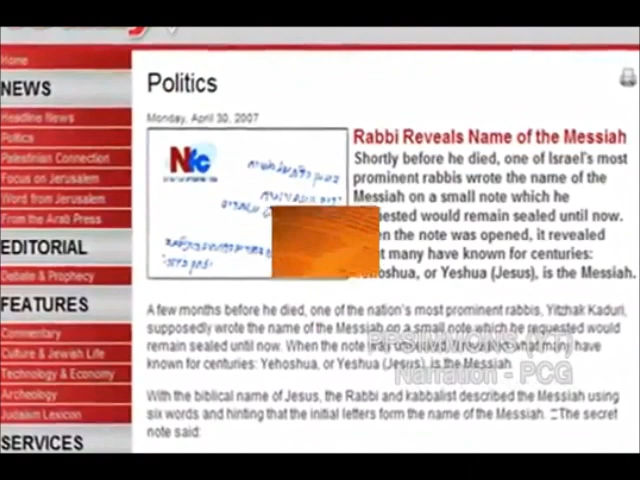 Home
NEWS
Headline News
Politics
Palestinian Connection
Focus on Jerusalem
Word from Jerusalem
From the Arab Press
EDITORIAL
Debate & Prophecy
FEATURES
Commentary
Culture & Jewish Life
Technology & Economy
Archeology
Judaism Lexicon
SERVICES
Politics
Monday, April 30, 2007
Rabbi Reveals Name of the Messiah
Shortly before he died, one of Israel's most
prominent rabbis wrote the name of the
Messiah on a small note which he
would remain sealed until now.
the note was opened, it revealed
many have known for centuries:
or Yeshua (Jesus), is the Messiah.
A few months before he died, one of the nation's most prominent rabbis, Yitzhak Kaduri,
supposedly wrote the name of the Messiah on a small note which he requested would
remain sealed until now. When the note was what many have
known for centuries: Yehoshua, or Yeshua (Jesus), is the Messiah.
Narration - PCG
With the biblical name of Jesus, the Rabbi and kabbalist described the Messiah using
six words and hinting that the initial letters form the name of the Messiah. The secret
note said: